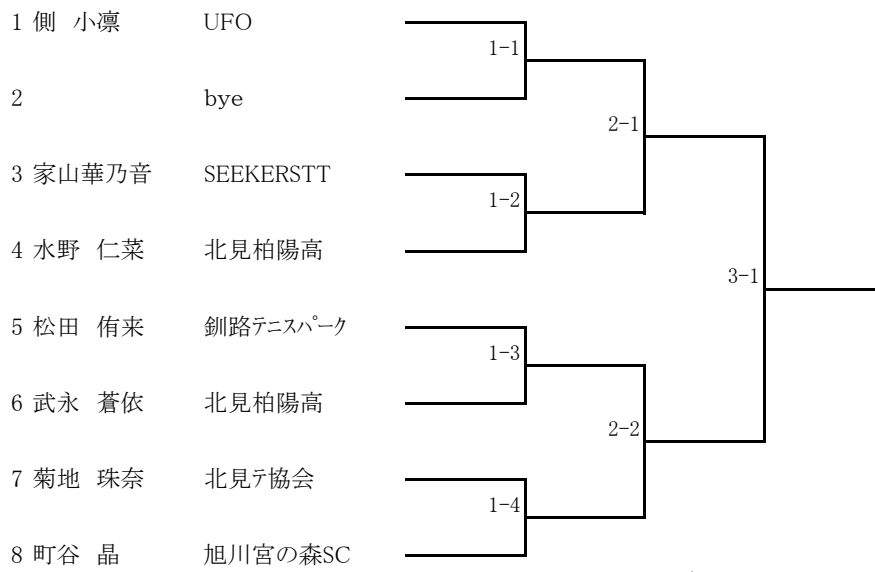 1 側 小凛 UFO
1-1
2 bye
2-1
3 家山華乃音 SEEKERSTT
1-2
4 水野 仁菜 北見柏陽高
3-1
5 松田 侑来 釧路ﾃﾆｽﾊﾟｰｸ
1-3
6 武永 蒼依 北見柏陽高
2-2
7 菊地 珠奈 北見ﾃ協会
1-4
8 町谷 晶 旭川宮の森SC